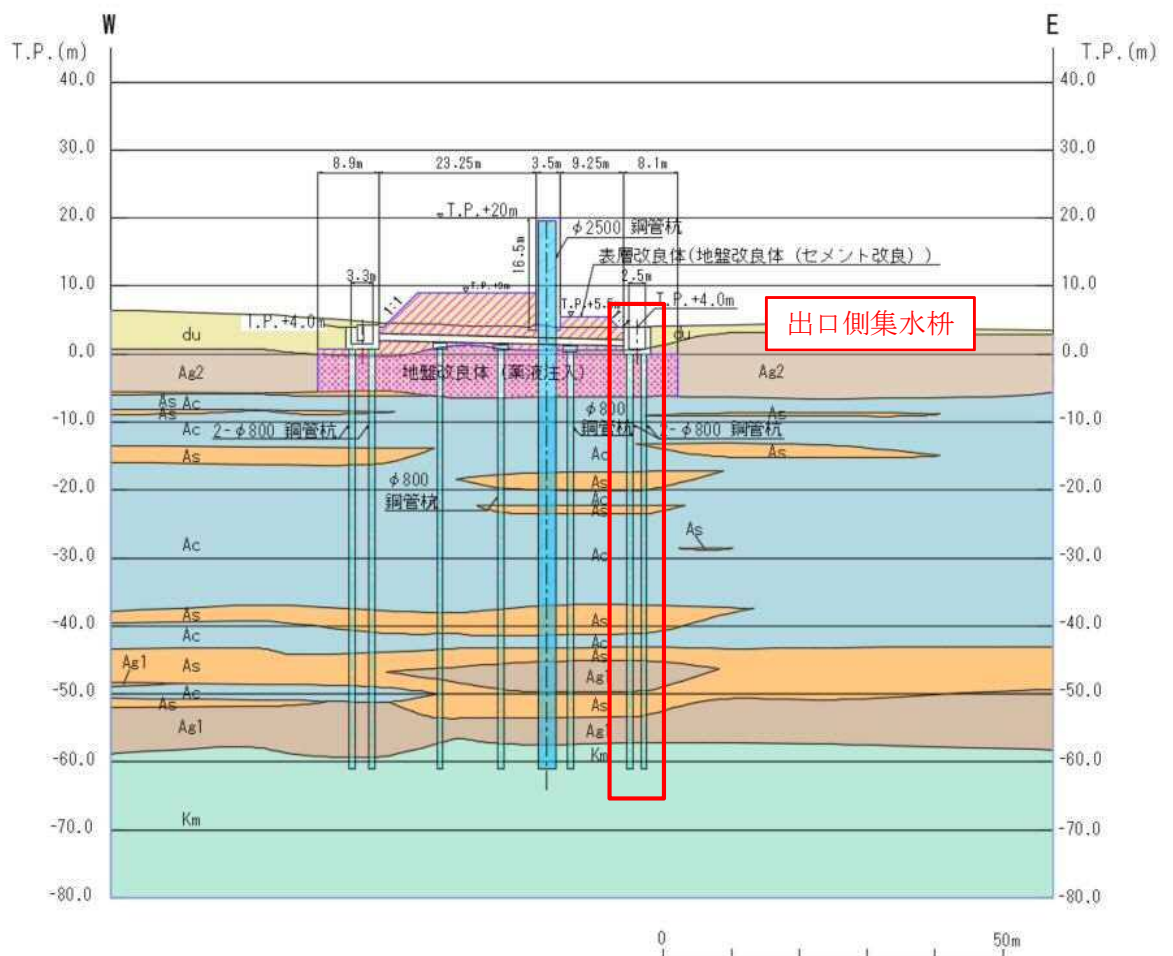 W
E
T.P.(m)
T.P.(m)
40.0
40.0
30.0
30.0
8.9m
23.25m
3.5m
9.25m
8.1m
20.0
T.P.+20m
20.0
φ2500 鋼管杭
16.5m
表層改良体(地盤改良体（セメント改良）)
10.0
3.3m
2.5m
10.0
1:1
T.P.+5.5m
T.P.+4.0m
T.P.+4.0m
出口側集水枡
du
du
0.0
0.0
Ag2
地盤改良体（薬液注入）
Ag2
As
Ac
As
φ800
As
-10.0
-10.0
Ac
2-φ800 鋼管杭
鋼管杭
2-φ800 鋼管杭
As
Ac
As
φ800
As
-20.0
Ac
-20.0
鋼管杭
As
As
Ac
Ac
-30.0
-30.0
As
As
-40.0
-40.0
Ac
Ac
As
Ag1
As
Ag1
Ac
-50.0
-50.0
As
As
Ag1
Ag1
Km
-60.0
-60.0
Km
-70.0
-70.0
-80.0
-80.0
0
50m